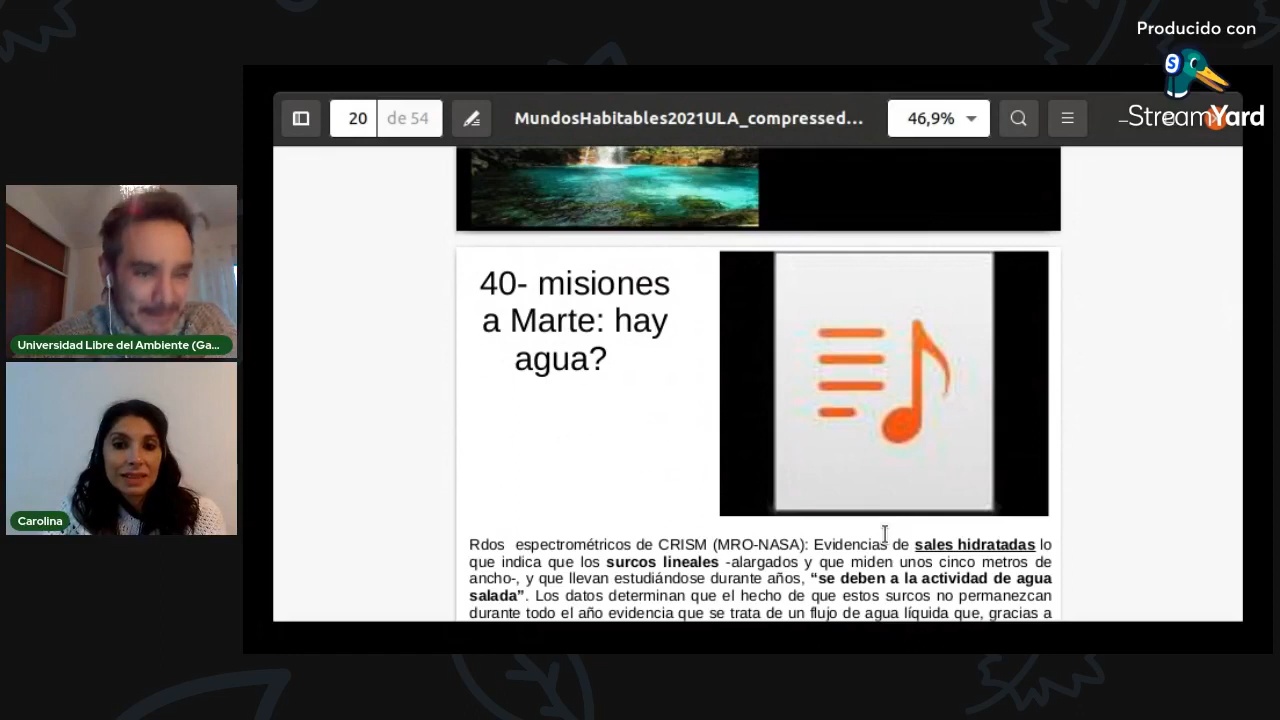 Producido con
StreamYard
20 de 54
MundosHabitables2021ULA_compressed...
46,9%
40- misiones
a Marte: hay
agua?
Rdos espectrométricos de CRISM (MRO-NASA): Evidencias de sales hidratadas lo
que indica que los surcos lineales -alargados y que miden unos cinco metros de
ancho-, y que llevan estudiándose durante años, “se deben a la actividad de agua
salada”. Los datos determinan que el hecho de que estos surcos no permanezcan
durante todo el año evidencia que se trata de un flujo de agua líquida que, gracias a
Universidad Libre del Ambiente (Ga...
Carolina